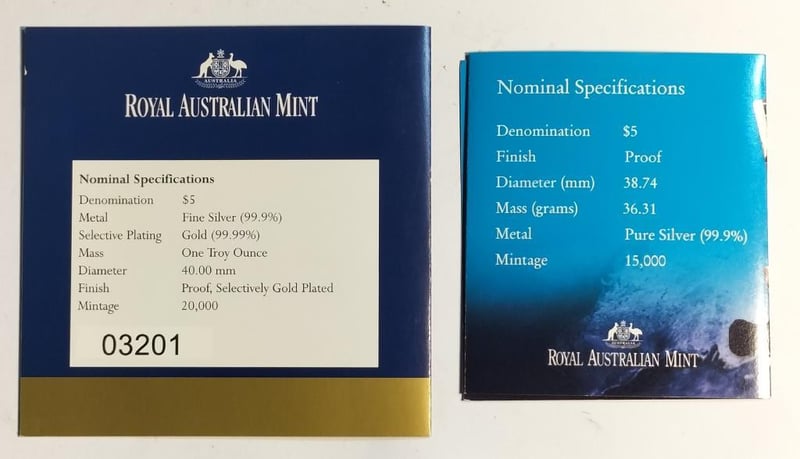 AUSTRALIA
ROYAL AUSTRALIAN MINT
Nominal Specifications
Denomination $5
Metal Fine Silver (99.9%)
Selective Plating Gold (99.99%)
Mass One Troy Ounce
Diameter 40.00 mm
Finish Proof, Selectively Gold Plated
Mintage 20,000
03201
Nominal Specifications
Denomination $5
Finish Proof
Diameter (mm) 38.74
Mass (grams) 36.31
Metal Pure Silver (99.9%)
Mintage 15,000
AUSTRALIA
ROYAL AUSTRALIAN MINT